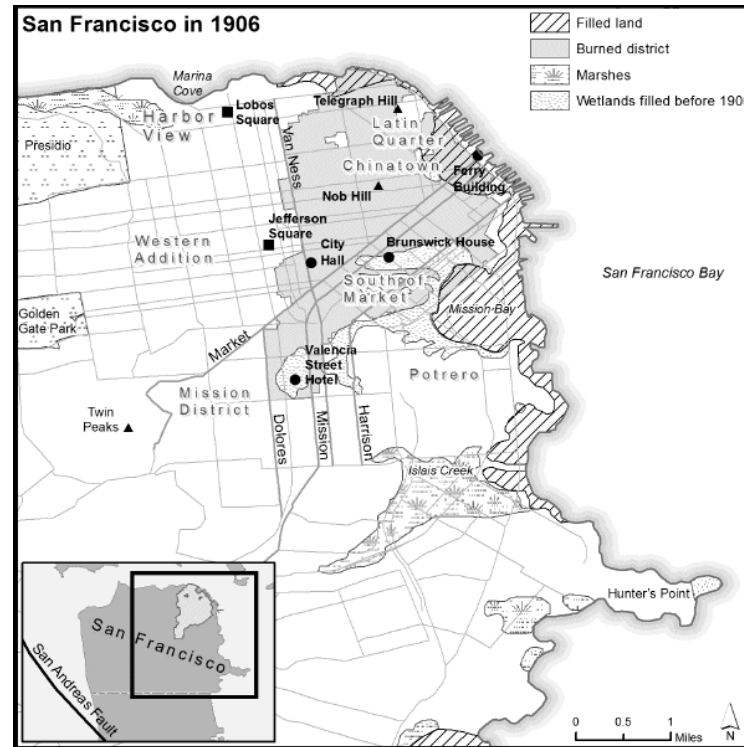 San Francisco in 1906
Filled land
Burned district
Marshes
Wetlands filled before 190
Marina
Cove
Lobos
Square
Telegraph Hill
Harbor
View
Latin
Quarter
Presidio
Van Ness
Chinatown
Ferry
Building
Nob Hill
Jefferson
Square
Western
Addition
City
Hall
Brunswick House
San Francisco Bay
South of
Market
Golden
Gate Park
Mission Bay
Market
Valencia
Street
Hotel
Potrero
Mission
District
Twin
Peaks
Dolores
Mission
Harrison
Islais Creek
Hunter's Point
San Francisco
San Andreas Fault
0 0.5 1
Miles
N